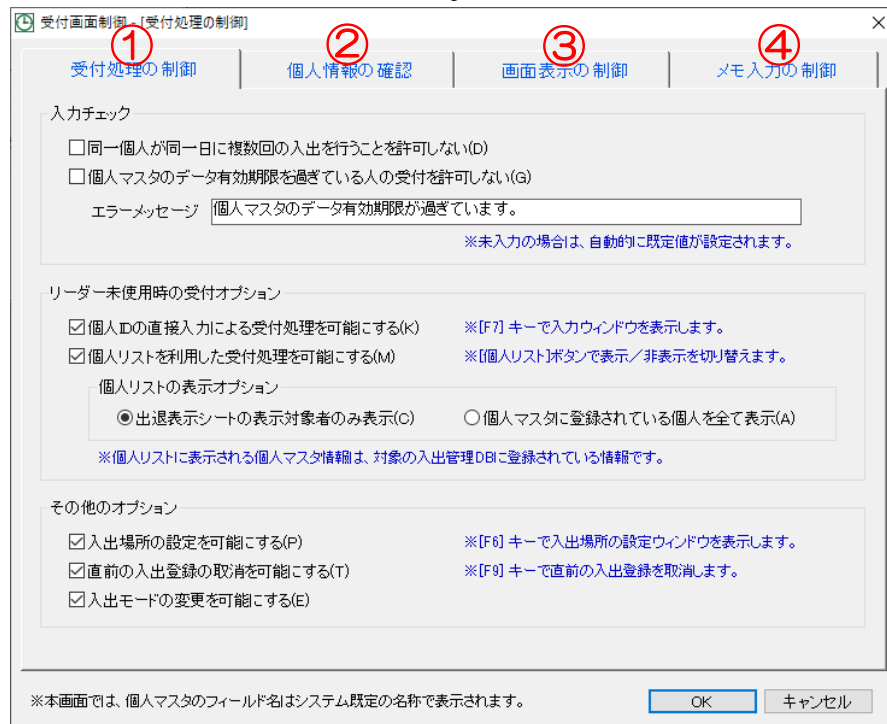 受付画面制御 - [受付処理の制御]
① ② ③ ④
受付処理の制御 個人情報の確認 画面表示の制御 メモ入力の制御
入力チェック
同一個人が同一日に複数回の入出を行うことを許可しない(D)
個人マスタのデータ有効期限を過ぎている人の受付を許可しない(G)
エラーメッセージ 個人マスタのデータ有効期限が過ぎています。
※未入力の場合は、自動的に既定値が設定されます。
リーダー未使用時の受付オプション
個人IDの直接入力による受付処理を可能にする(K) ※[F7] キーで入力ウィンドウを表示します。
個人リストを利用した受付処理を可能にする(M) ※[個人リスト]ボタンで表示/非表示を切り替えます。
個人リストの表示オプション
出退表示シートの表示対象者のみ表示(C) 個人マスタに登録されている個人を全て表示(A)
※個人リストに表示される個人マスタ情報は、対象の入出管理DBに登録されている情報です。
その他のオプション
入出場所の設定を可能にする(P) ※[F6] キーで入出場所の設定ウィンドウを表示します。
直前の入出登録の取消を可能にする(T) ※[F9] キーで直前の入出登録を取消します。
入出モードの変更を可能にする(E)
※本画面では、個人マスタのフィールド名はシステム既定の名称で表示されます。 OK キャンセル